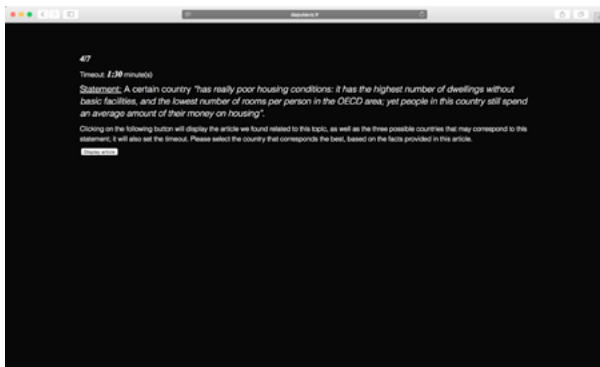 4/7
Timeout: 1:30 minute(s)
Statement: A certain country "has really poor housing conditions: it has the highest number of dwellings without
basic facilities, and the lowest number of rooms per person in the OECD area; yet people in this country still spend
an average amount of their money on housing".
Clicking on the following button will display the article we found related to this topic, as well as the three possible countries that may correspond to this
statement, it will also set the timeout. Please select the country that corresponds the best, based on the facts provided in this article.
Display article